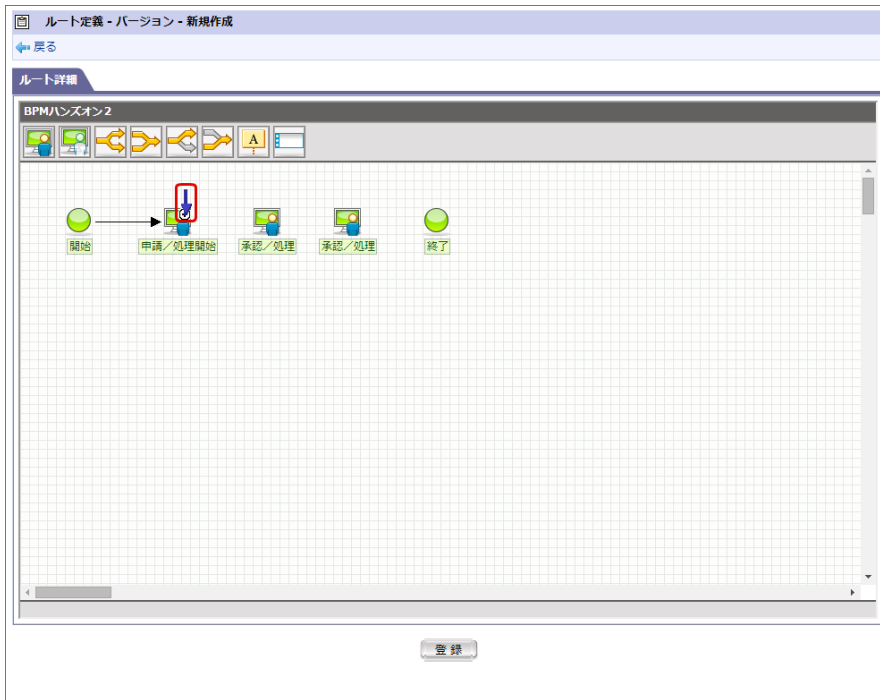 ルート定義 - バージョン - 新規作成
戻る
ルート詳細
BPMハンズオン2
A
開始
申請／処理開始
承認／処理
承認／処理
終了
登録